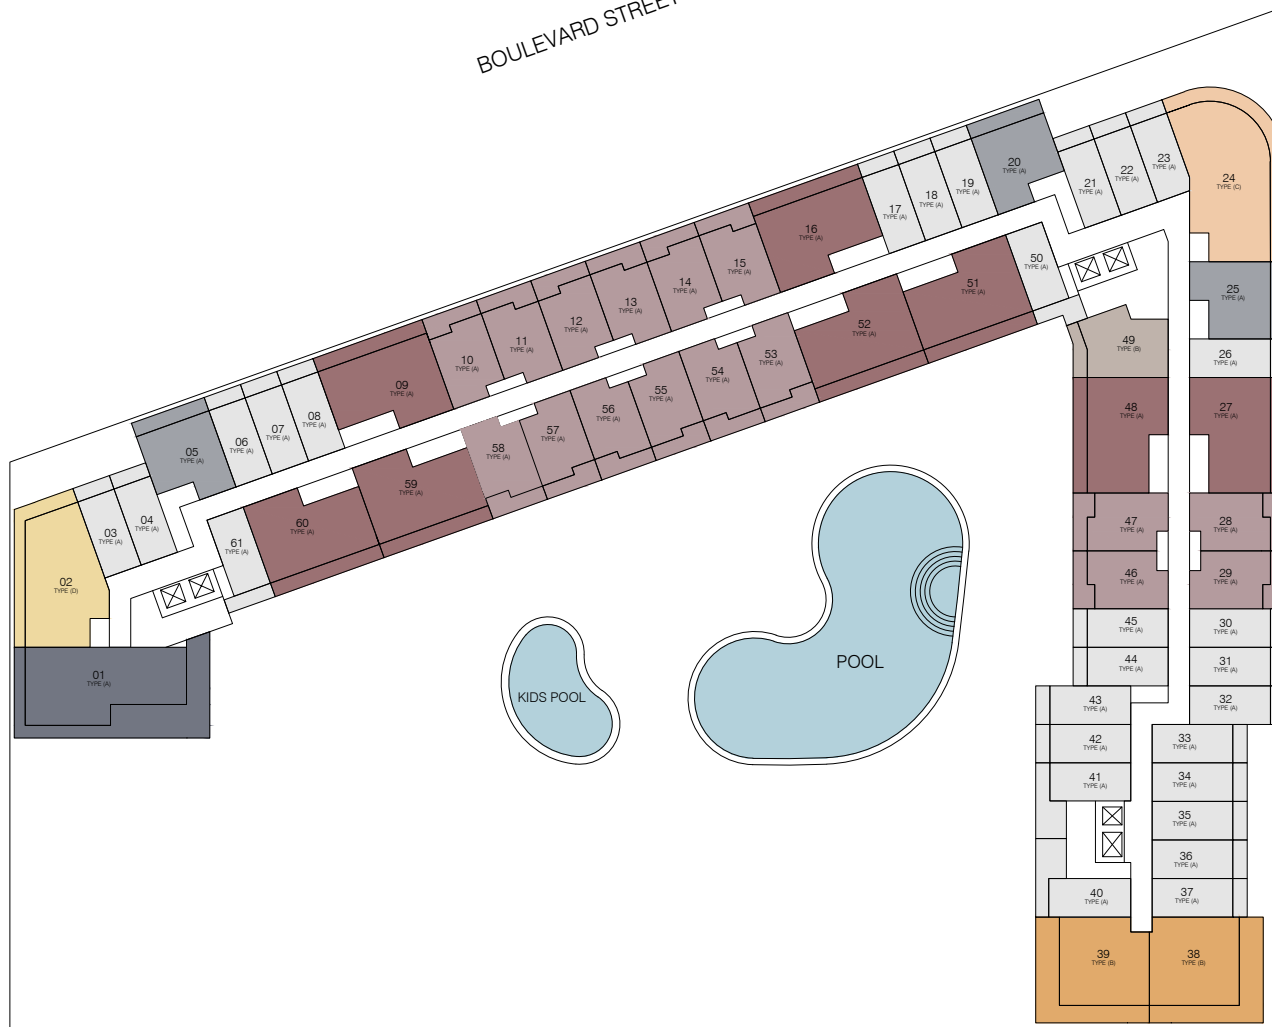 BOULEVARD STREET
01
TYPE (A)
02
TYPE (D)
03
TYPE (A)
04
TYPE (A)
05
TYPE (A)
06
TYPE (A)
07
TYPE (A)
08
TYPE (A)
09
TYPE (A)
10
TYPE (A)
11
TYPE (A)
12
TYPE (A)
13
TYPE (A)
14
TYPE (A)
15
TYPE (A)
16
TYPE (A)
17
TYPE (A)
18
TYPE (A)
19
TYPE (A)
20
TYPE (A)
21
TYPE (A)
22
TYPE (A)
23
TYPE (A)
24
TYPE (C)
25
TYPE (A)
26
TYPE (A)
27
TYPE (A)
28
TYPE (A)
29
TYPE (A)
30
TYPE (A)
31
TYPE (A)
32
TYPE (A)
33
TYPE (A)
34
TYPE (A)
35
TYPE (A)
36
TYPE (A)
37
TYPE (A)
38
TYPE (B)
39
TYPE (B)
40
TYPE (A)
41
TYPE (A)
42
TYPE (A)
43
TYPE (A)
44
TYPE (A)
45
TYPE (A)
46
TYPE (A)
47
TYPE (A)
48
TYPE (A)
49
TYPE (B)
50
TYPE (A)
51
TYPE (A)
52
TYPE (A)
53
TYPE (A)
54
TYPE (A)
55
TYPE (A)
56
TYPE (A)
57
TYPE (A)
58
TYPE (A)
59
TYPE (A)
60
TYPE (A)
61
TYPE (A)
POOL
KIDS POOL